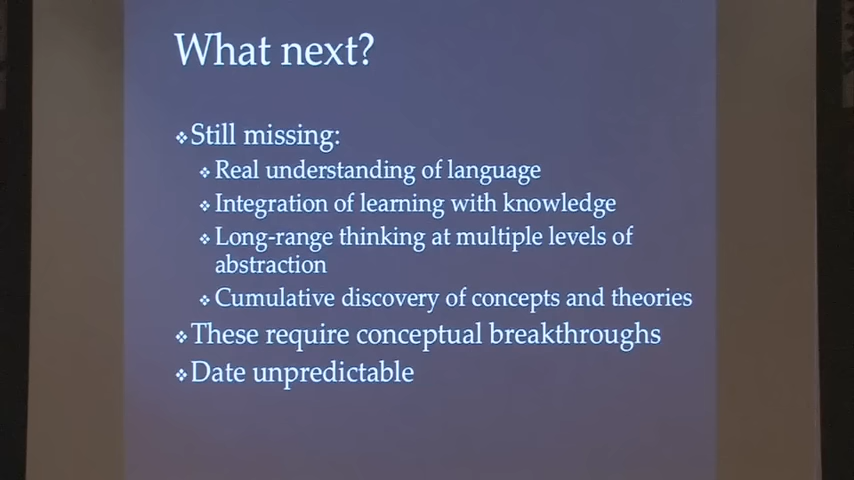 What next?
❖Still missing:
❖Real understanding of language
❖Integration of learning with knowledge
❖Long-range thinking at multiple levels of
abstraction
❖Cumulative discovery of concepts and theories
❖These require conceptual breakthroughs
❖Date unpredictable